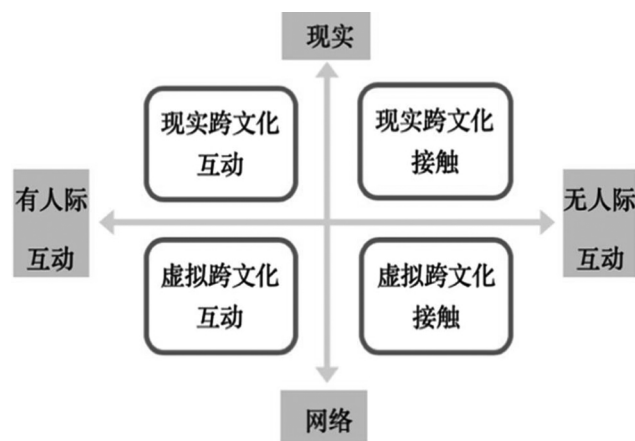 现实
现实跨文化
互动
现实跨文化
接触
有人际
互动
无人际
互动
虚拟跨文化
互动
虚拟跨文化
接触
网络